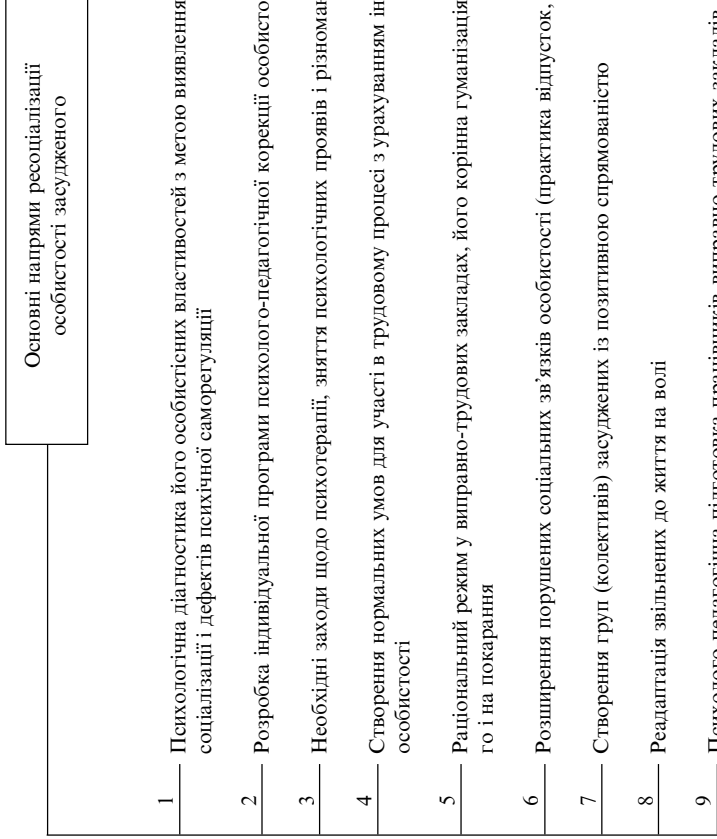 Основні напрями ресоціалізації
особистості засудженого
1 Психологічна діагностика його особистісних властивостей з метою виявлення
соціалізації і дефектів психічної саморегуляції
2 Розробка індивідуальної програми психолого-педагогічної корекції
3 Необхідні заходи щодо психотерапії, зняття психологічних проявів і
4 Створення нормальних умов для участі в трудовому процесі з урахуванням
особистості
5 Раціональний режим у виправно-трудових закладах, його корінна гуманізація
го і на покарання
6 Розширення порушених соціальних зв’язків особистості (практика відпусток,
7 Створення груп (колективів) засуджених із позитивною спрямованістю
8 Реадаптація звільнених до життя на волі
9 Психолого-педагогічна підготовка працівників виправно-трудових закладів